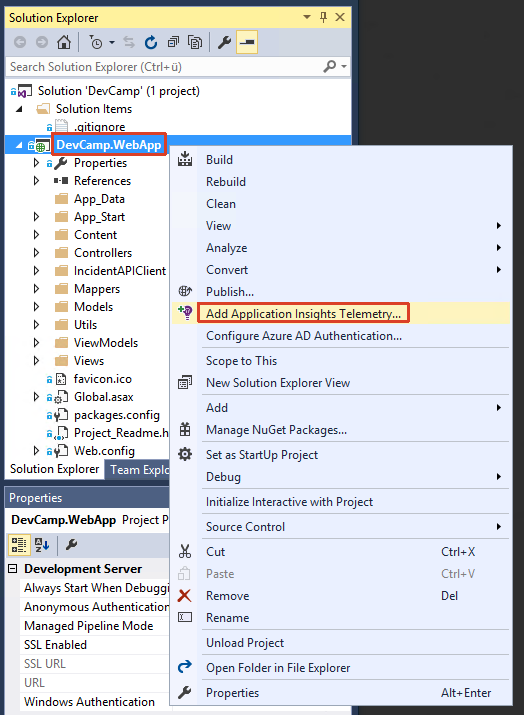 Solution Explorer
Search Solution Explorer (Ctrl+ü)
Solution 'DevCamp' (1 project)
Solution Items
.gitignore
DevCamp.WebApp
Properties
References
App_Data
App_Start
Content
Controllers
IncidentAPIClient
Mappers
Models
Utils
ViewModels
Views
favicon.ico
Global.asax
packages.config
Project_Readme.h
Web.config
Solution Explorer
Team Explo
Build
Rebuild
Clean
View
Analyze
Convert
Publish...
Add Application Insights Telemetry...
Configure Azure AD Authentication...
Scope to This
New Solution Explorer View
Add
Manage NuGet Packages...
Set as StartUp Project
Debug
Initialize Interactive with Project
Source Control
Cut Ctrl+X
Paste Ctrl+V
Remove Del
Rename
Unload Project
Open Folder in File Explorer
Properties Alt+Enter
Properties
DevCamp.WebApp Project P
Development Server
Always Start When Debuggi
Anonymous Authentication
Managed Pipeline Mode
SSL Enabled
SSL URL
URL
Windows Authentication